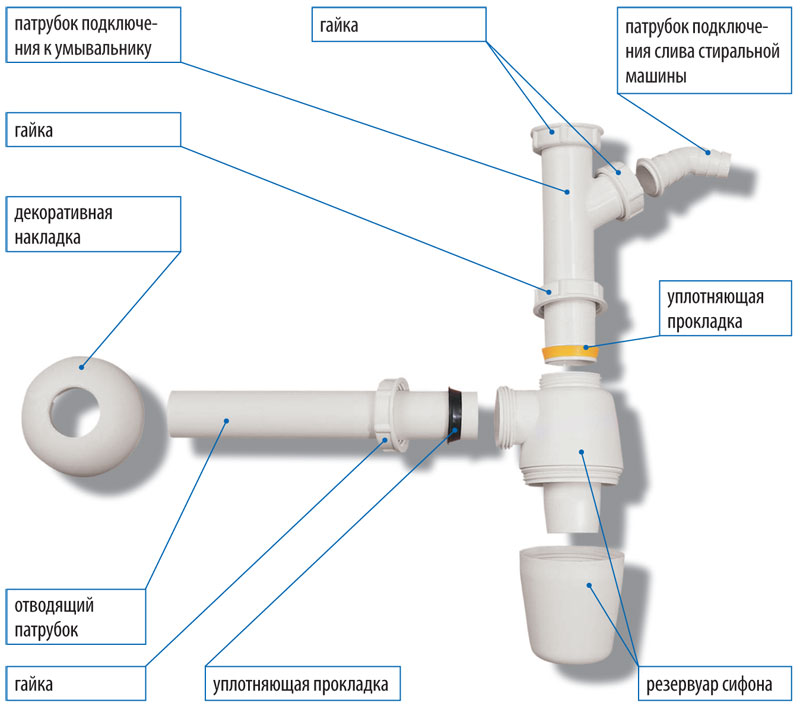 патрубок подключе-
ния к умывальнику
гайка
патрубок подключе-
ния слива стиральной
машины
гайка
декоративная
накладка
уплотняющая
прокладка
отводящий
патрубок
гайка
уплотняющая прокладка
резервуар сифона